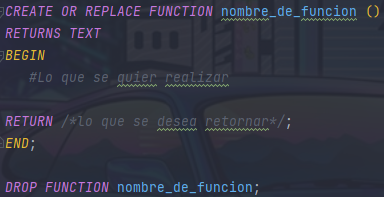 CREATE OR REPLACE FUNCTION nombre_de_funcion ()
RETURNS TEXT
BEGIN
#Lo que se quier realizar
RETURN /*lo que se desea retornar*/;
END;
DROP FUNCTION nombre_de_funcion;